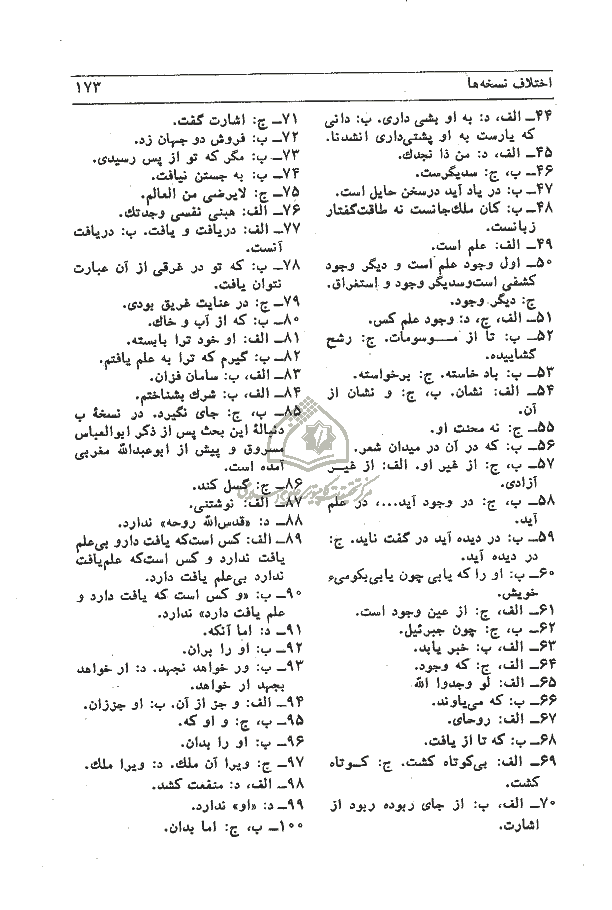 اختلاف نسخه‌ها ۱۷۳
۴۴ـ الف، د: به او پشی داری. ب: دانی
که یارست به او پشتی‌داری انشدنا.
۴۵ـ الف، د: من ذا نجدك.
۴۶ـ ب، ج: سدیگرست.
۴۷ـ ب: در یاد آید درسخن حایل است.
۴۸ـ ب: کان ملك‌جانست نه طاقت‌گفتار
زبانست.
۴۹ـ الف: علم است.
۵۰ـ اول وجود علم است و دیگر وجود
کشفی است‌وسدیگر وجود و استغراق.
ج: دیگر وجود.
۵۱ـ الف، ج، د: وجود علم کس.
۵۲ـ ب: تا از موسومات. ج: رشح
کشاییده.
۵۳ـ ب: باد خاسته. ج: برخواسته.
۵۴ـ الف: نشان. ب، ج: و نشان از
آن.
۵۵ـ ج: نه محنت او.
۵۶ـ ب: که در آن در میدان شعر.
۵۷ـ ب، ج: از غیر او. الف: از غیر
آزادی.
۵۸ـ ب، ج: در وجود آید...، در علم
آید.
۵۹ـ ب: در دیده آید در گفت ناید. ج:
در دیده آید.
۶۰ـ ب: او را که یابی چون یابی‌بکومیء
خویش.
۶۱ـ الف، ج: از عین وجود است.
۶۲ـ ب، ج: چون جبرئیل.
۶۳ـ الف، ب: خبر یابد.
۶۴ـ الف، ج: که وجود.
۶۵ـ الف: لو وجدوا الله
۶۶ـ ب: که می‌یاوند.
۶۷ـ الف: روحای.
۶۸ـ ب: که تا از یافت.
۶۹ـ الف: بی‌کوتاه کشت. ج: کوتاه
کشت.
۷۰ـ الف، ب: از جای ربوده ربود از
اشارت.
۷۱ـ ج: اشارت گفت.
۷۲ـ ب: فروش دو جهان زد.
۷۳ـ ب: مگر که تو از پس رسیدی.
۷۴ـ ب: به جستن نیافت.
۷۵ـ ج: لایرضی من العالم.
۷۶ـ الف: هبنی نفسی وجدتك.
۷۷ـ الف: دریافت و یافت. ب: دریافت
آنست.
۷۸ـ ب: که تو در غرقی از آن عبارت
نتوان یافت.
۷۹ـ ج: در عنایت غریق بودی.
۸۰ـ ب: که از آب و خاك.
۸۱ـ الف: او خود ترا بایسته.
۸۲ـ ب: گیرم که ترا به علم یافتم.
۸۳ـ الف، ب: سامان فزان.
۸۴ـ الف، ب: شرك بشناختم.
۸۵ـ ب، ج: جای نگیرد. در نسخهٔ ب
دنبالهٔ این بحث پس از ذکر ابوالعباس
مسروق و پیش از ابوعبدالله مغربی
آمده است.
۸۶ـ ج: گسل کند.
۸۷ـ الف: نوشتنی.
۸۸ـ د: «قدس‌الله روحه» ندارد.
۸۹ـ الف: کس است‌که یافت دارو بی‌علم
یافت ندارد و کس است‌که علم‌یافت
ندارد بی‌علم یافت دارد.
۹۰ـ ب: «و کس است که یافت دارد و
علم یافت دارد» ندارد.
۹۱ـ د: اما آنکه.
۹۲ـ ب: او را بران.
۹۳ـ ب: ور خواهد نجهد. د: ار خواهد
بجهد ار خواهد.
۹۴ـ الف: و جز از آن. ب: او جززان.
۹۵ـ ب، ج: و او که.
۹۶ـ ب: او را بدان.
۹۷ـ ج: ویرا آن ملك. د: ویرا ملك.
۹۸ـ الف، د: منفعت کشد.
۹۹ـ د: «او» ندارد.
۱۰۰ـ ب، ج: اما بدان.